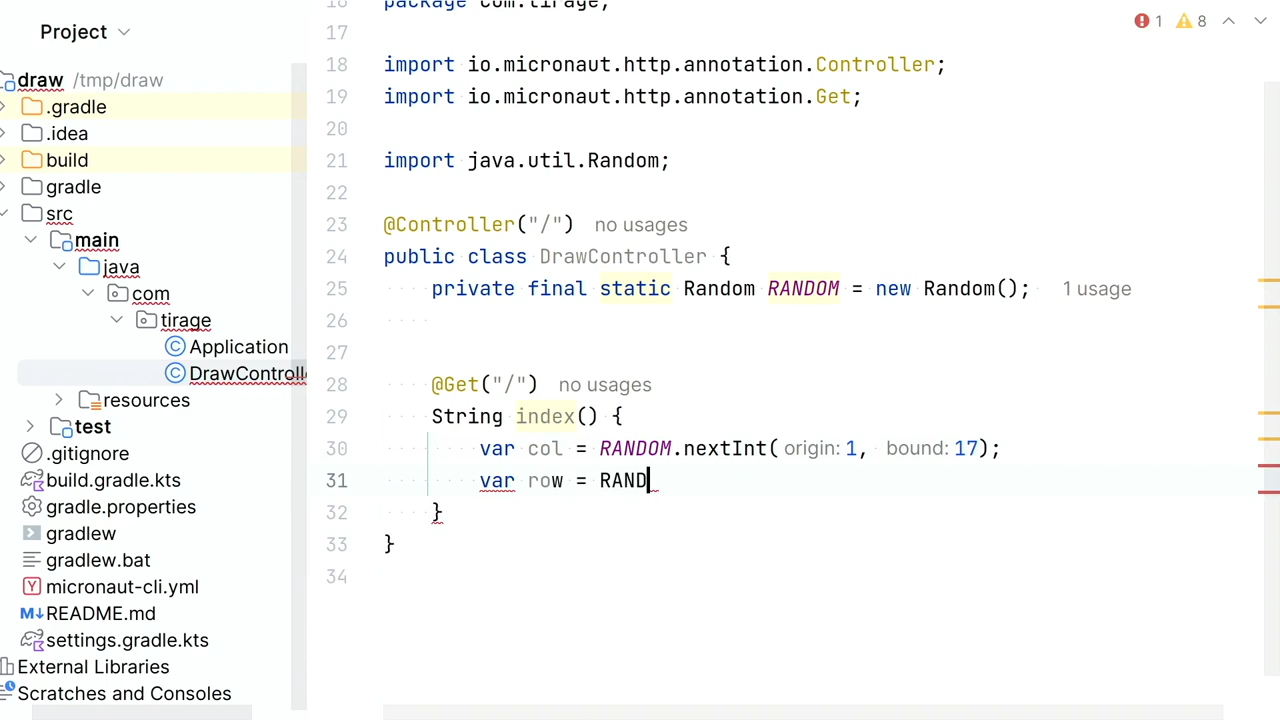 Project
draw /tmp/draw
.gradle
.idea
build
gradle
src
main
java
com
tirage
Application
DrawControll
resources
test
.gitignore
build.gradle.kts
gradle.properties
gradlew
gradlew.bat
micronaut-cli.yml
README.md
settings.gradle.kts
External Libraries
Scratches and Consoles
1 8
16 package com.tirage;
17
18 import io.micronaut.http.annotation.Controller;
19 import io.micronaut.http.annotation.Get;
20
21 import java.util.Random;
22
23 @Controller("/") no usages
24 public class DrawController {
25 private final static Random RANDOM = new Random(); 1 usage
26
27
28 @Get("/") no usages
29 String index() {
30 var col = RANDOM.nextInt( origin: 1, bound: 17);
31 var row = RAND
32 }
33 }
34